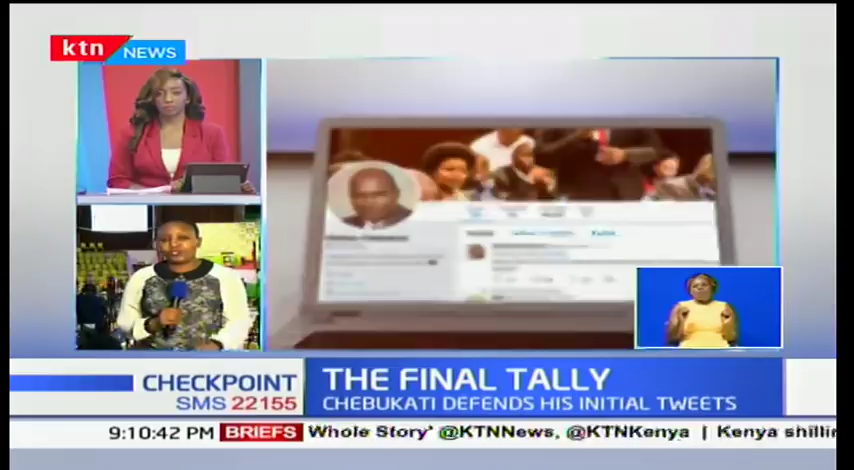 ktn NEWS
CHECKPOINT
SMS 22155
THE FINAL TALLY
CHEBUKATI DEFENDS HIS INITIAL TWEETS
9:10:42 PM BRIEFS Whole Story' @KTNNews, @KTNKenya | Kenya shillin